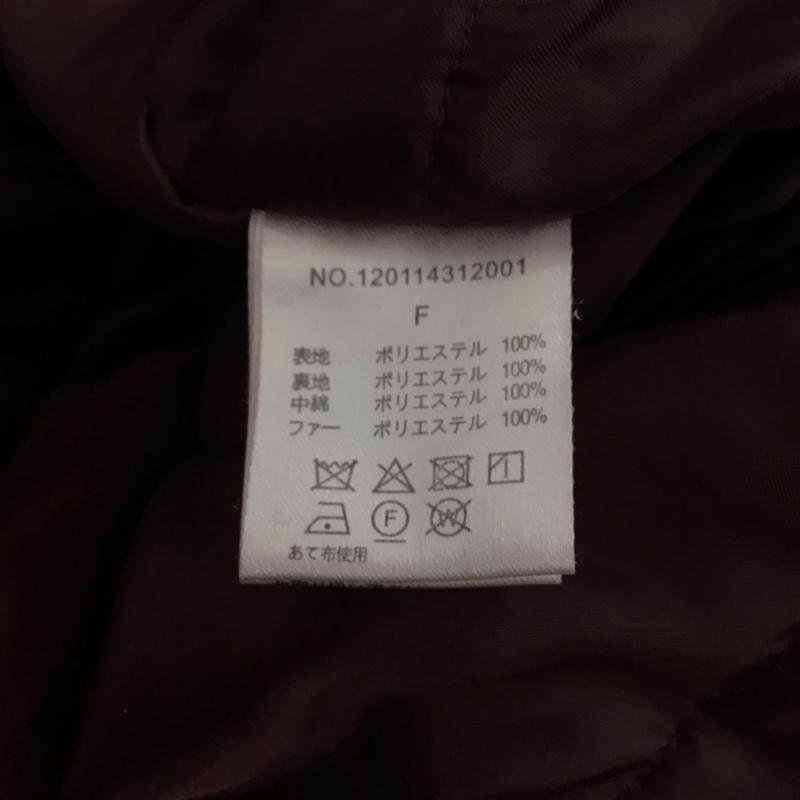 NO.120114312001
F
表地 ポリエステル 100%
裏地 ポリエステル 100%
中綿 ポリエステル 100%
ファー ポリエステル 100%
F W
あて布使用